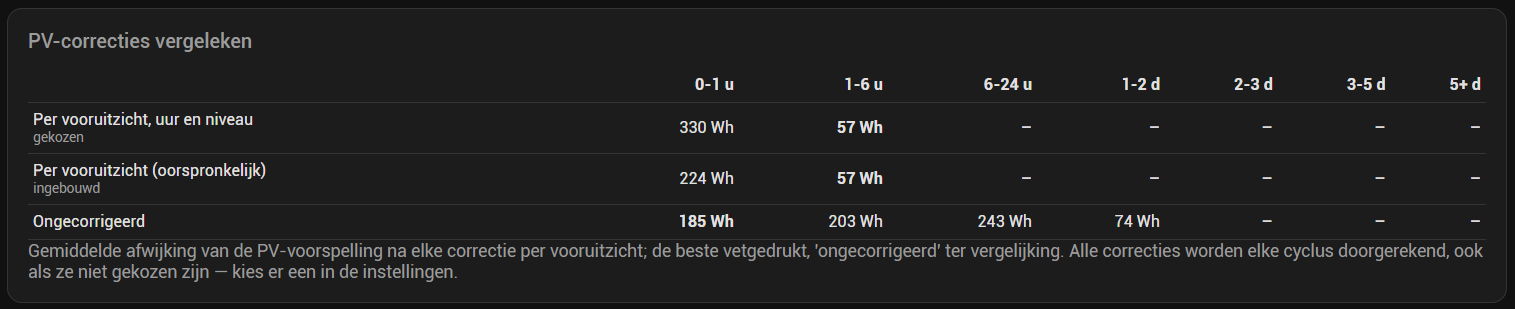 PV-correcties vergeleken
0-1 u 1-6 u 6-24 u 1-2 d 2-3 d 3-5 d 5+ d
Per vooruitzicht, uur en niveau
gekozen
330 Wh 57 Wh – – – – –
Per vooruitzicht (oorspronkelijk)
ingebouwd
224 Wh 57 Wh – – – – –
Ongecorrigeerd 185 Wh 203 Wh 243 Wh 74 Wh – – –
Gemiddelde afwijking van de PV-voorspelling na elke correctie per vooruitzicht; de beste vetgedrukt, 'ongecorrigeerd' ter vergelijking. Alle correcties worden elke cyclus doorgerekend, ook
als ze niet gekozen zijn — kies er een in de instellingen.